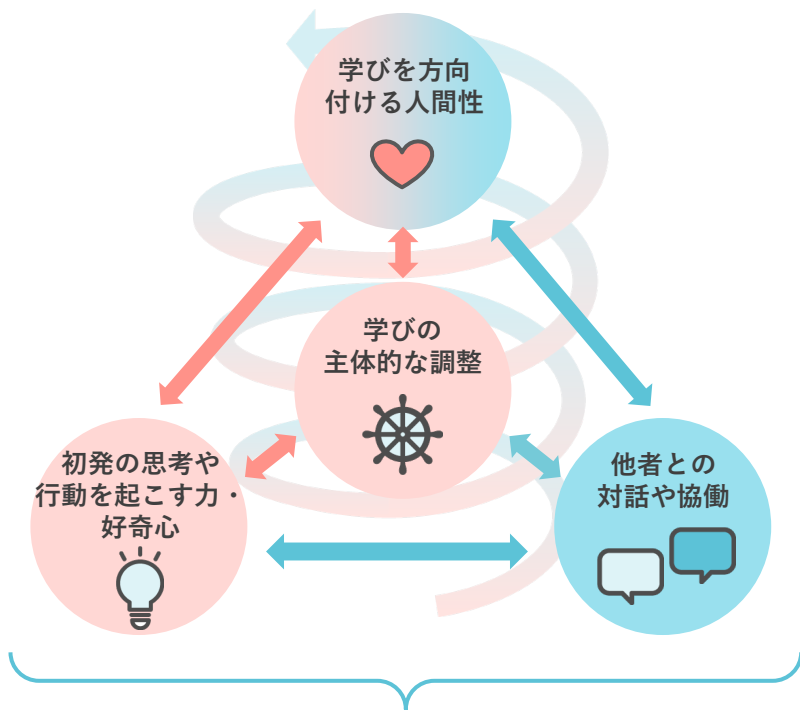 学びを方向
付ける人間性
学びの
主体的な調整
初発の思考や
行動を起こす力・
好奇心
他者との
対話や協働